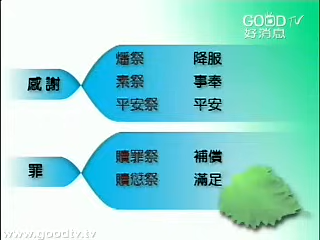 GOOD TV
好消息
感謝
燔祭 降服
素祭 事奉
平安祭 平安
罪
贖罪祭 補償
贖愆祭 滿足
www.goodtv.tv